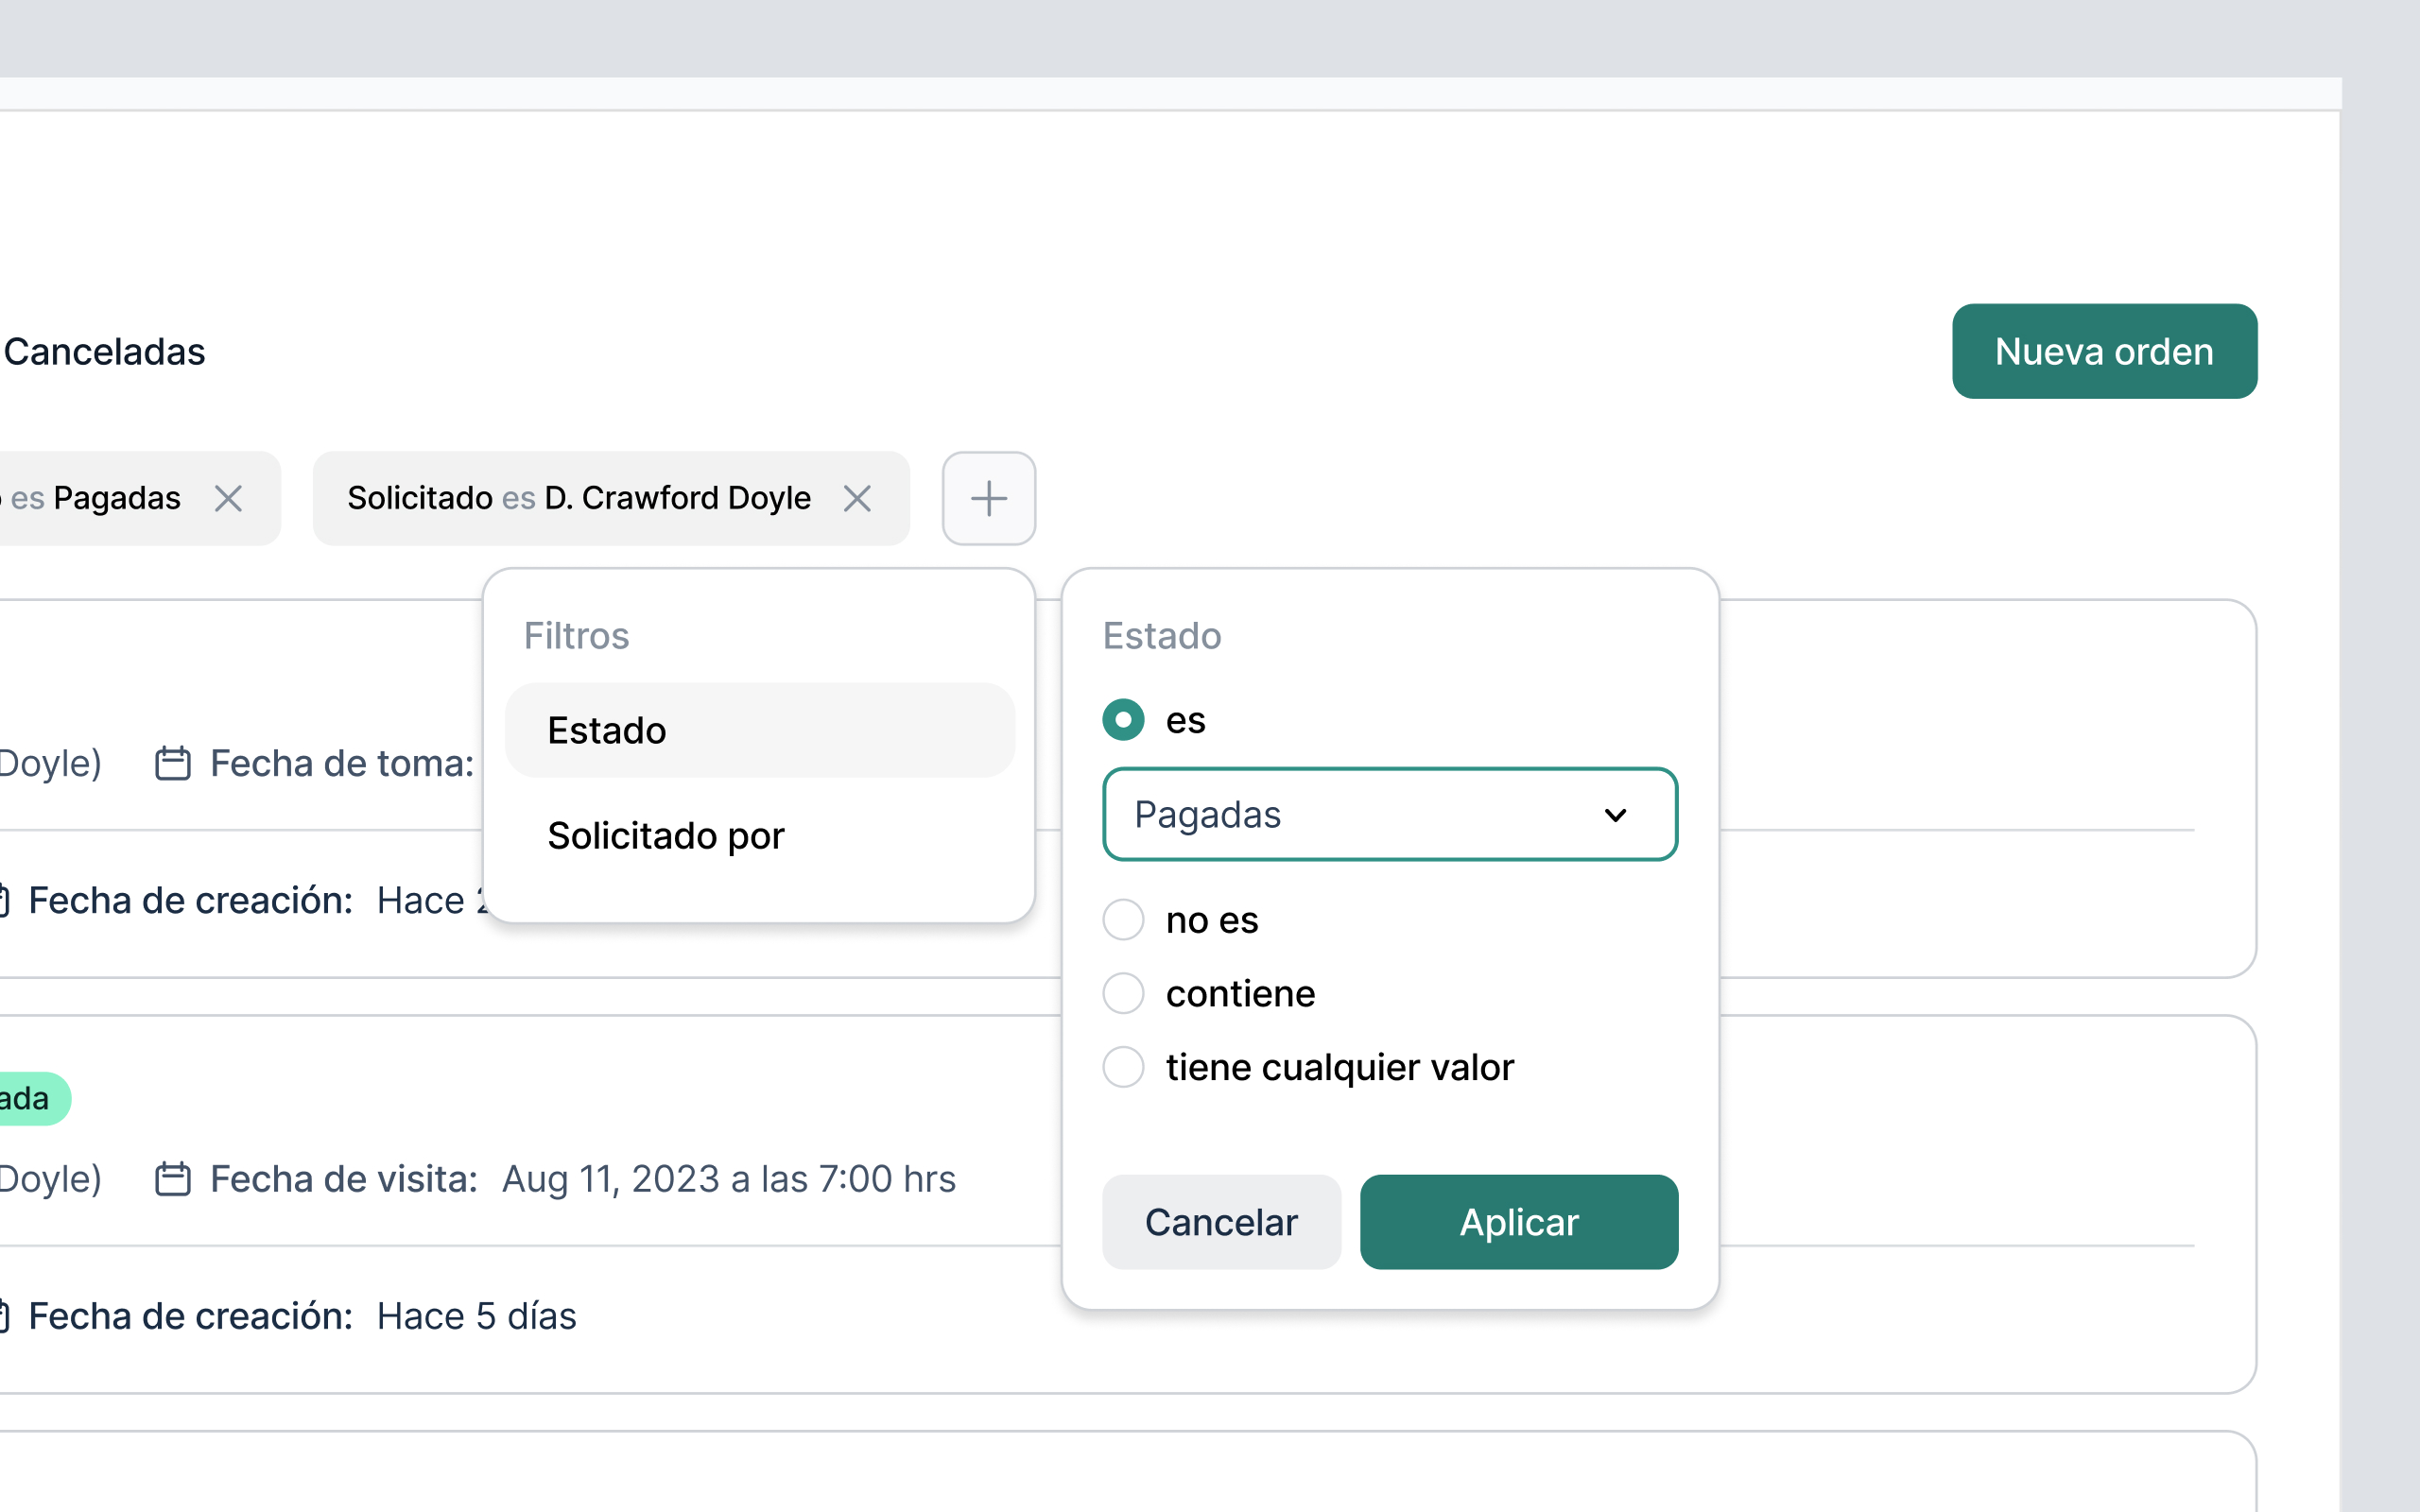 Canceladas
Nueva orden
es Pagadas
Solicitado es D. Crawford Doyle
Filtros
Estado
Solicitado por
Estado
es
Pagadas
no es
contiene
tiene cualquier valor
Cancelar
Aplicar
Doyle)
Fecha de toma:
Fecha de creación: Hace
Doyle)
Fecha de visita: Aug 11, 2023 a las 7:00 hrs
Fecha de creación: Hace 5 días